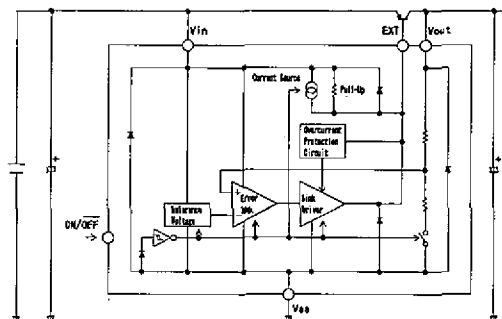 Vin
EXT
Vout
Current Source
Pull-Up
Overcurrent
Protection
Circuit
+
+
+
-
Error
Amp.
Sink
Driver
Reference
Voltage
ON/OFF
Vss